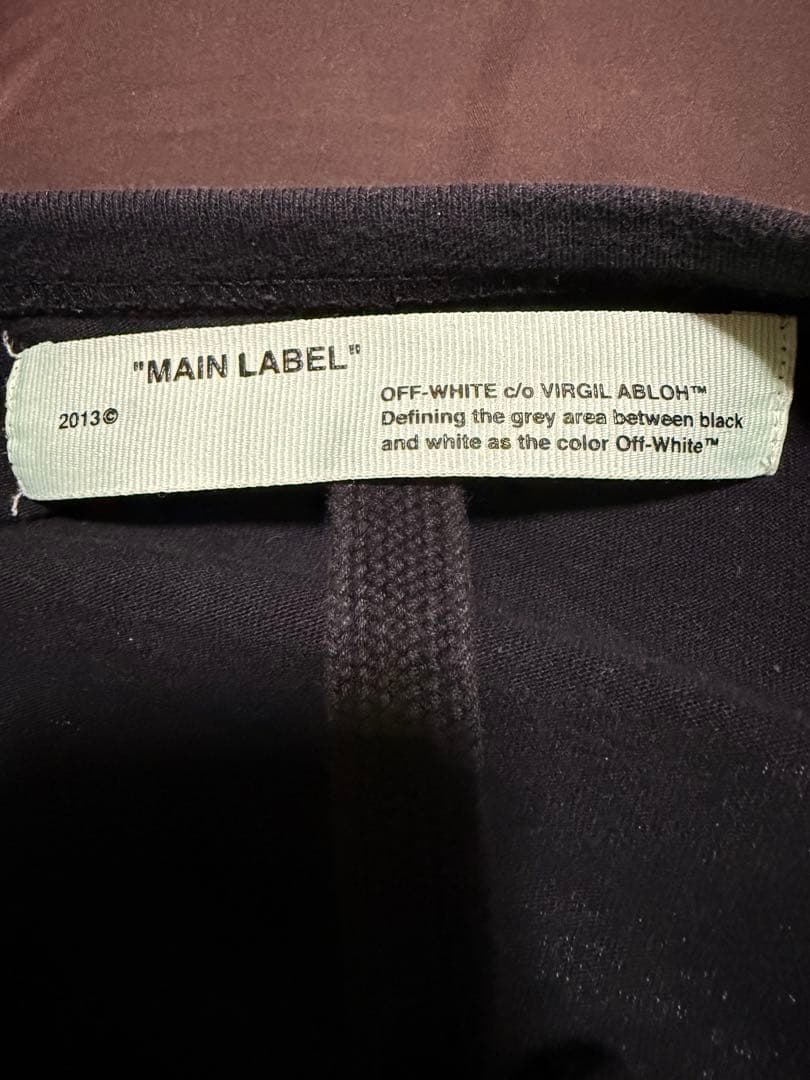 "MAIN LABEL"
2013©
OFF-WHITE c/o VIRGIL ABLOH™
Defining the grey area between black
and white as the color Off-White™